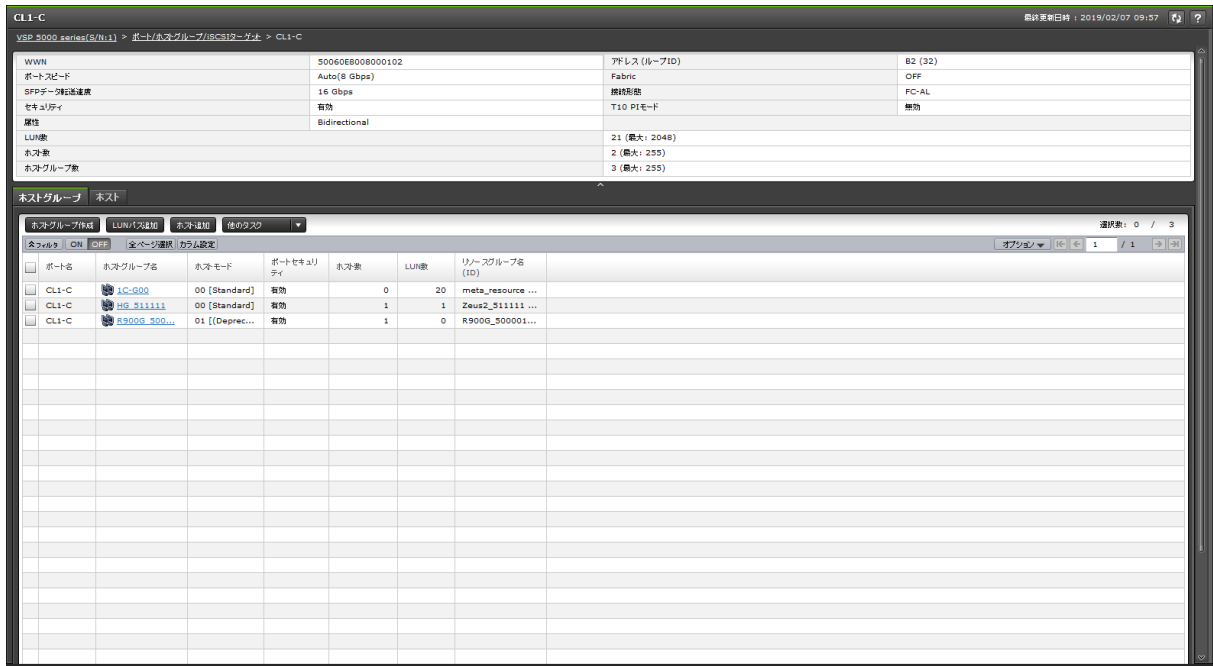 CL1-C 最終更新日時 : 2019/02/07 09:57 ?
VSP 5000 series(S/N:1) > ポート/ホストグループ/iSCSIターゲット > CL1-C
WWN 50060E8008000102 アドレス (ループID) B2 (32)
ポートスピード Auto(8 Gbps) Fabric OFF
SFPデータ転送速度 16 Gbps 接続形態 FC-AL
セキュリティ 有効 T10 PIモード 無効
属性 Bidirectional
LUN数 21 (最大: 2048)
ホスト数 2 (最大: 255)
ホストグループ数 3 (最大: 255)
ホストグループ ホスト
ホストグループ作成 LUNパス追加 ホスト追加 他のタスク 選択数: 0 / 3
フィルタ ON OFF 全ページ選択 カラム設定 オプション 1 / 1
ポート名 ホストグループ名 ホストモード ポートセキュリティ ホスト数 LUN数 リソースグループ名 (ID)
CL1-C 1C-G00 00 [Standard] 有効 0 20 meta_resource ...
CL1-C HG_511111 00 [Standard] 有効 1 1 Zeus2_511111 ...
CL1-C R900G_500... 01 [(Deprec... 有効 1 0 R900G_500001...